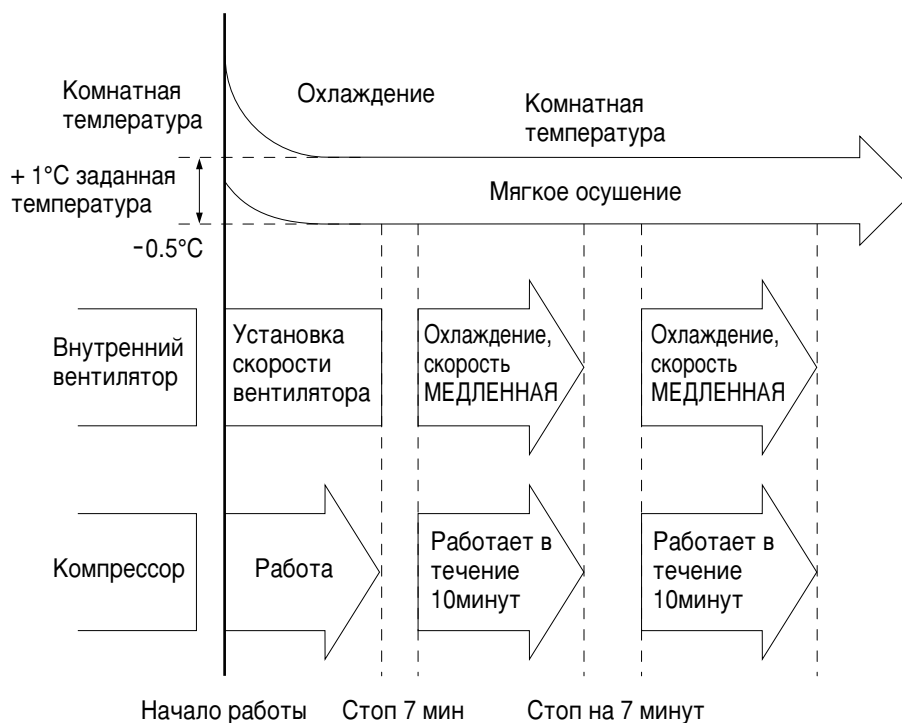 Комнатная
темлература
Охлаждение
Комнатная
температура
+ 1°C заданная
температура
Мягкое осушение
-0.5°C
Внутренний
вентилятор
Установка
скорости
вентилятора
Охлаждение,
скорость
МЕДЛЕННАЯ
Охлаждение,
скорость
МЕДЛЕННАЯ
Компрессор
Работа
Работает в
течение
10минут
Работает в
течение
10минут
Начало работы
Стоп 7 мин
Стоп на 7 минут